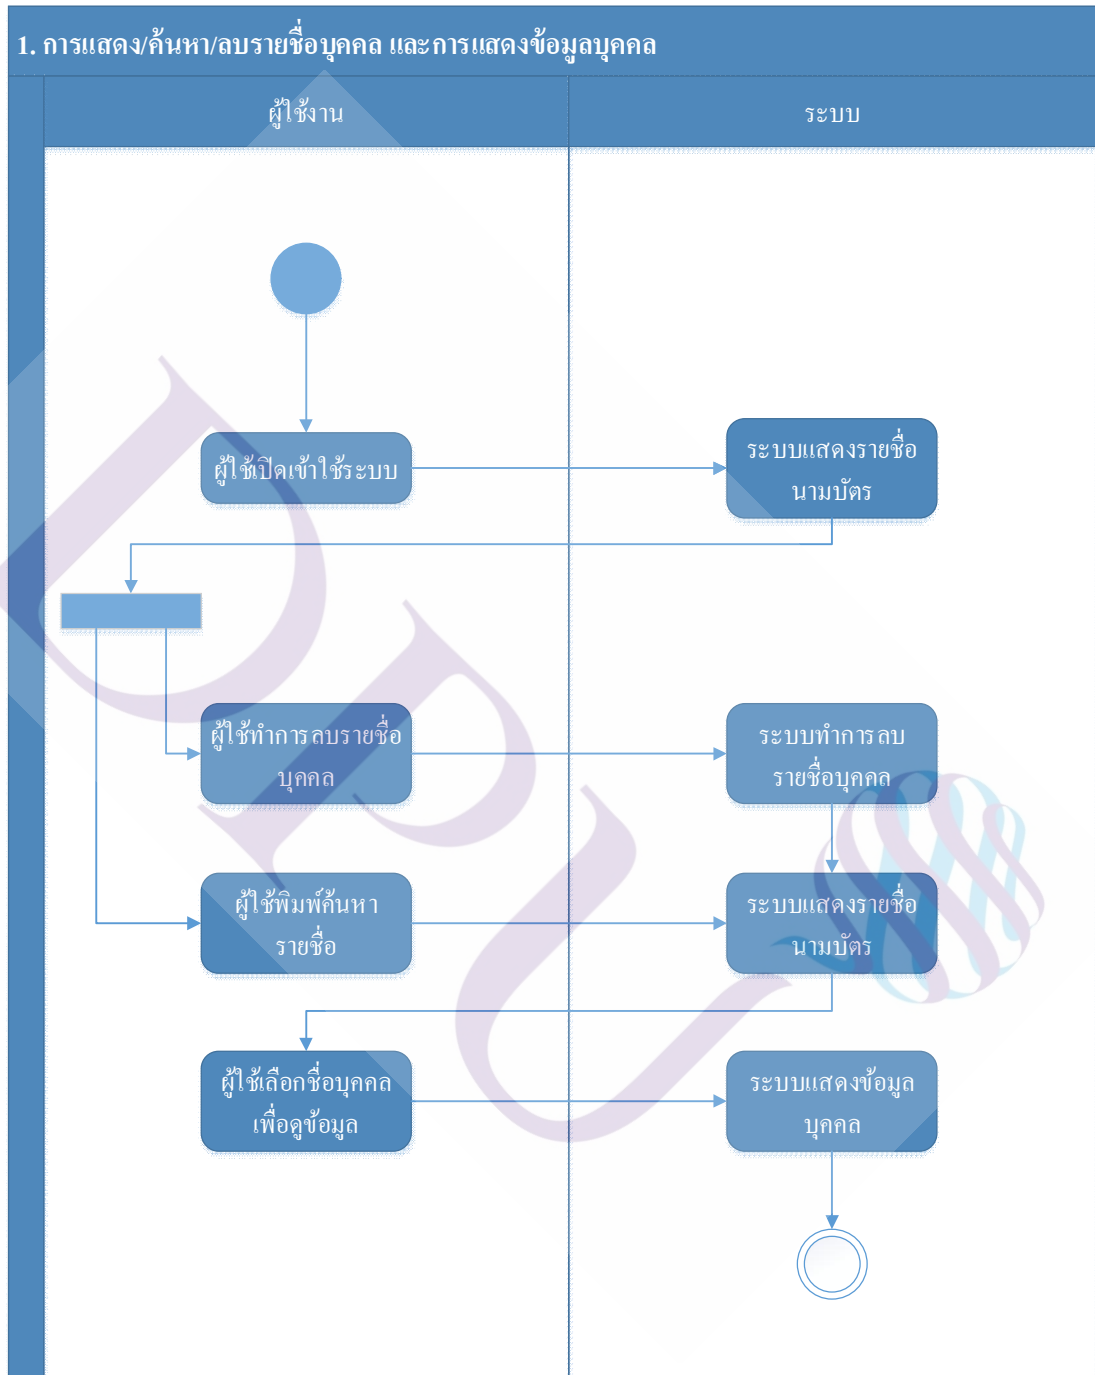 1. การแสดง/ค้นหา/ลบรายชื่อบุคคล และการแสดงข้อมูลบุคคล
ผู้ใช้งาน
ระบบ
ผู้ใช้เปิดเข้าใช้ระบบ
ระบบแสดงรายชื่อ
นามบัตร
ผู้ใช้ทำการลบรายชื่อ
บุคคล
ระบบทำการลบ
รายชื่อบุคคล
ผู้ใช้พิมพ์ค้นหา
รายชื่อ
ระบบแสดงรายชื่อ
นามบัตร
ผู้ใช้เลือกชื่อบุคคล
เพื่อดูข้อมูล
ระบบแสดงข้อมูล
บุคคล
DPU